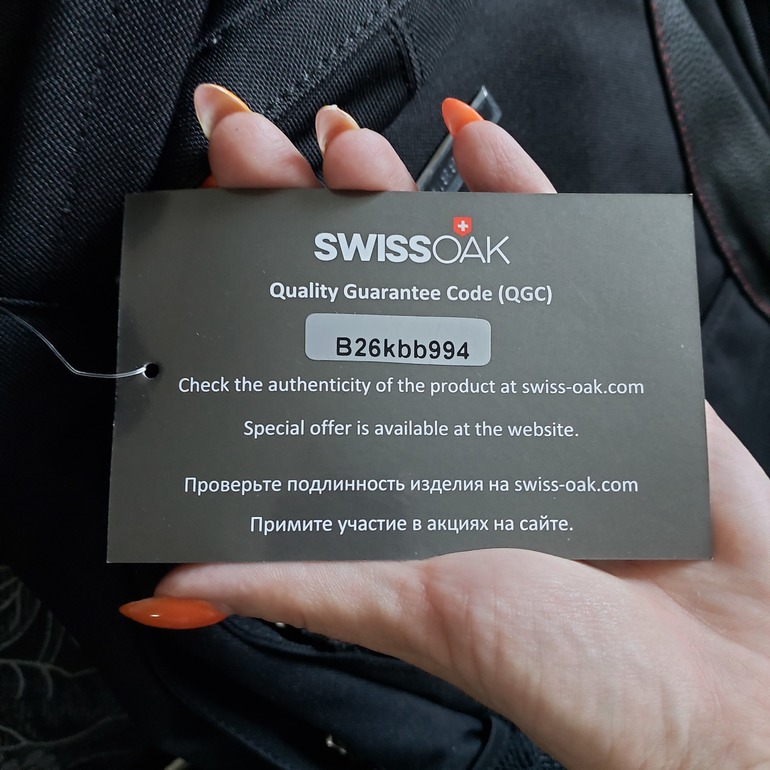 SWISSOAK
Quality Guarantee Code (QGC)
B26kbb994
Check the authenticity of the product at swiss-oak.com
Special offer is available at the website.
Проверьте подлинность изделия на swiss-oak.com
Примите участие в акциях на сайте.